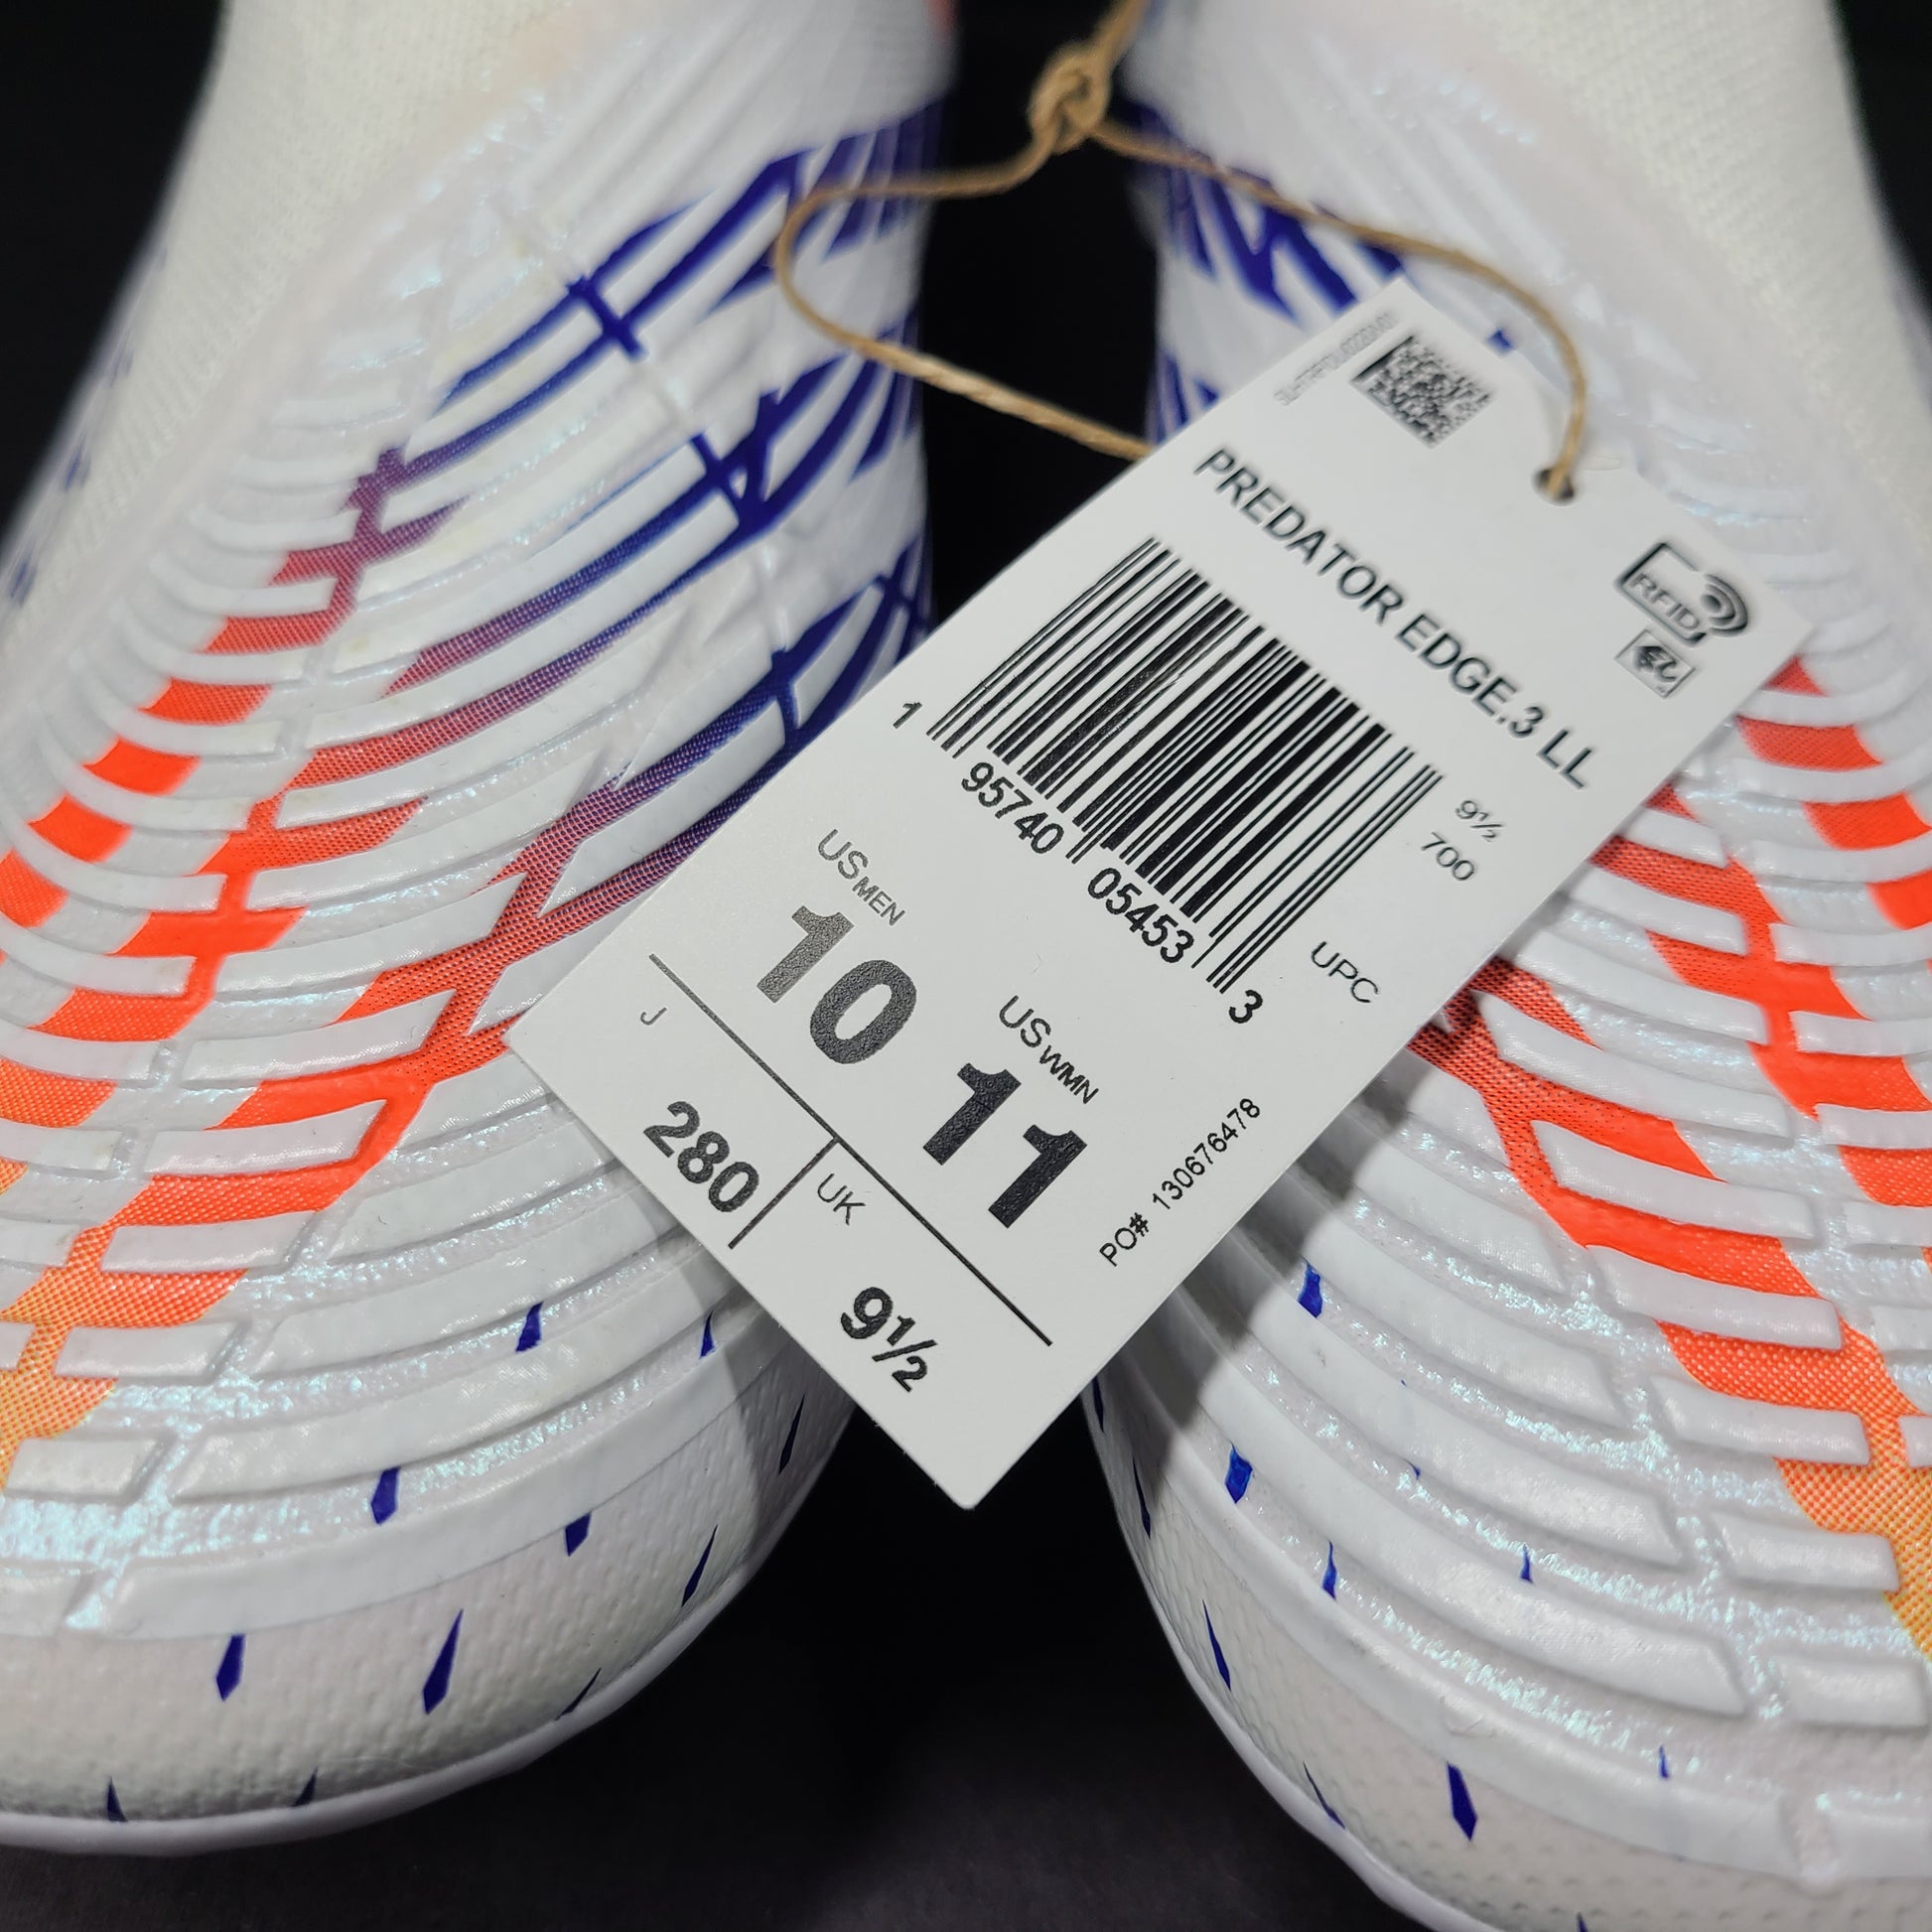 PREDATOR EDGE.3 LL
RFID
9½
700
1 95740 05453 3
UPC
US MEN
10
US WMN
11
PO# 130676478
J
280
UK
9½